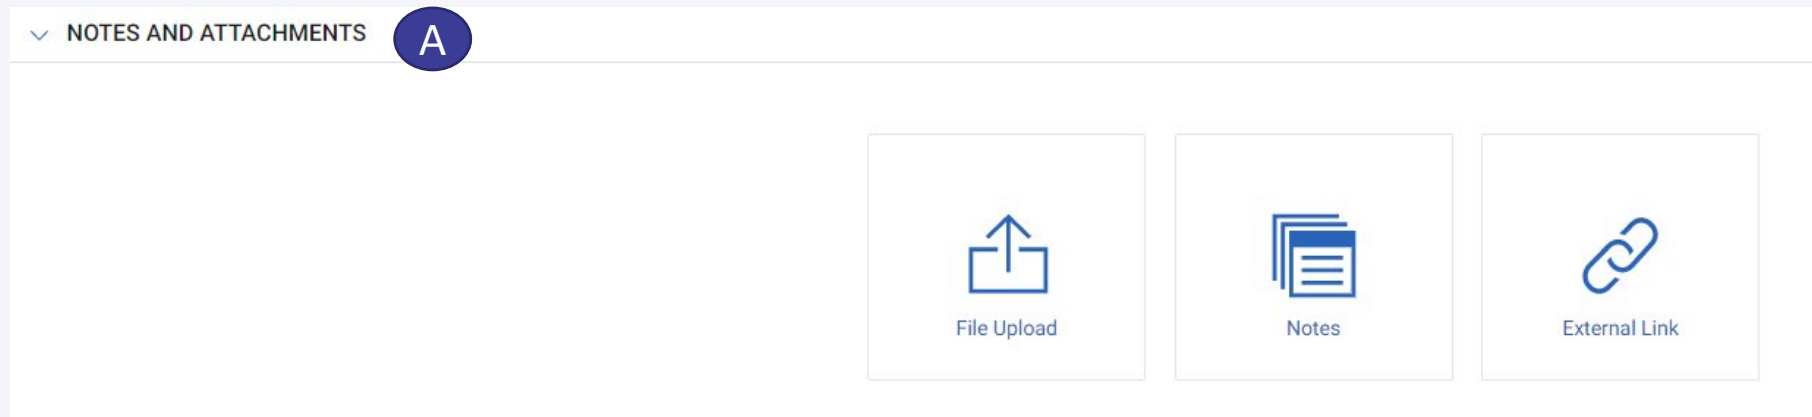 NOTES AND ATTACHMENTS A
File Upload Notes External Link